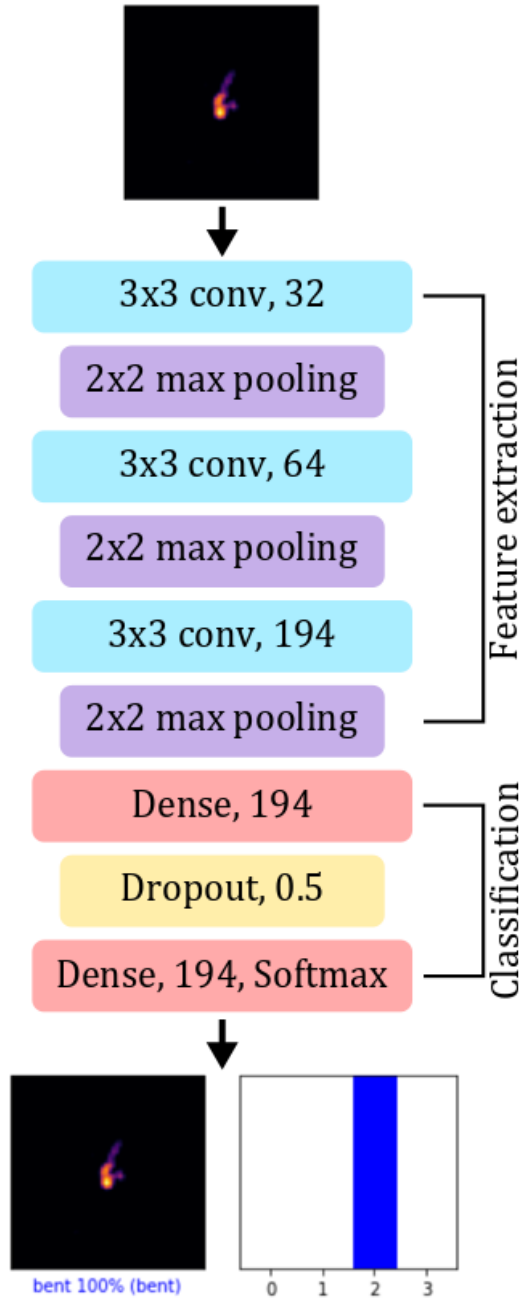 3x3 conv, 32
2x2 max pooling
3x3 conv, 64
2x2 max pooling
3x3 conv, 194
2x2 max pooling
Feature extraction
Dense, 194
Dropout, 0.5
Dense, 194, Softmax
Classification
bent 100% (bent)
0 1 2 3